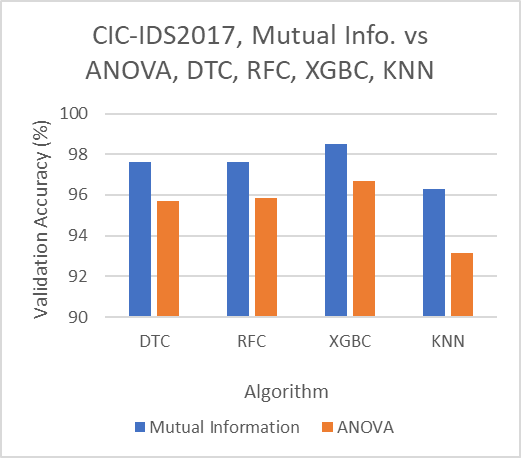 CIC-IDS2017, Mutual Info. vs
ANOVA, DTC, RFC, XGBC, KNN
Validation Accuracy (%)
100
98
96
94
92
90
DTC RFC XGBC KNN
Algorithm
Mutual Information ANOVA